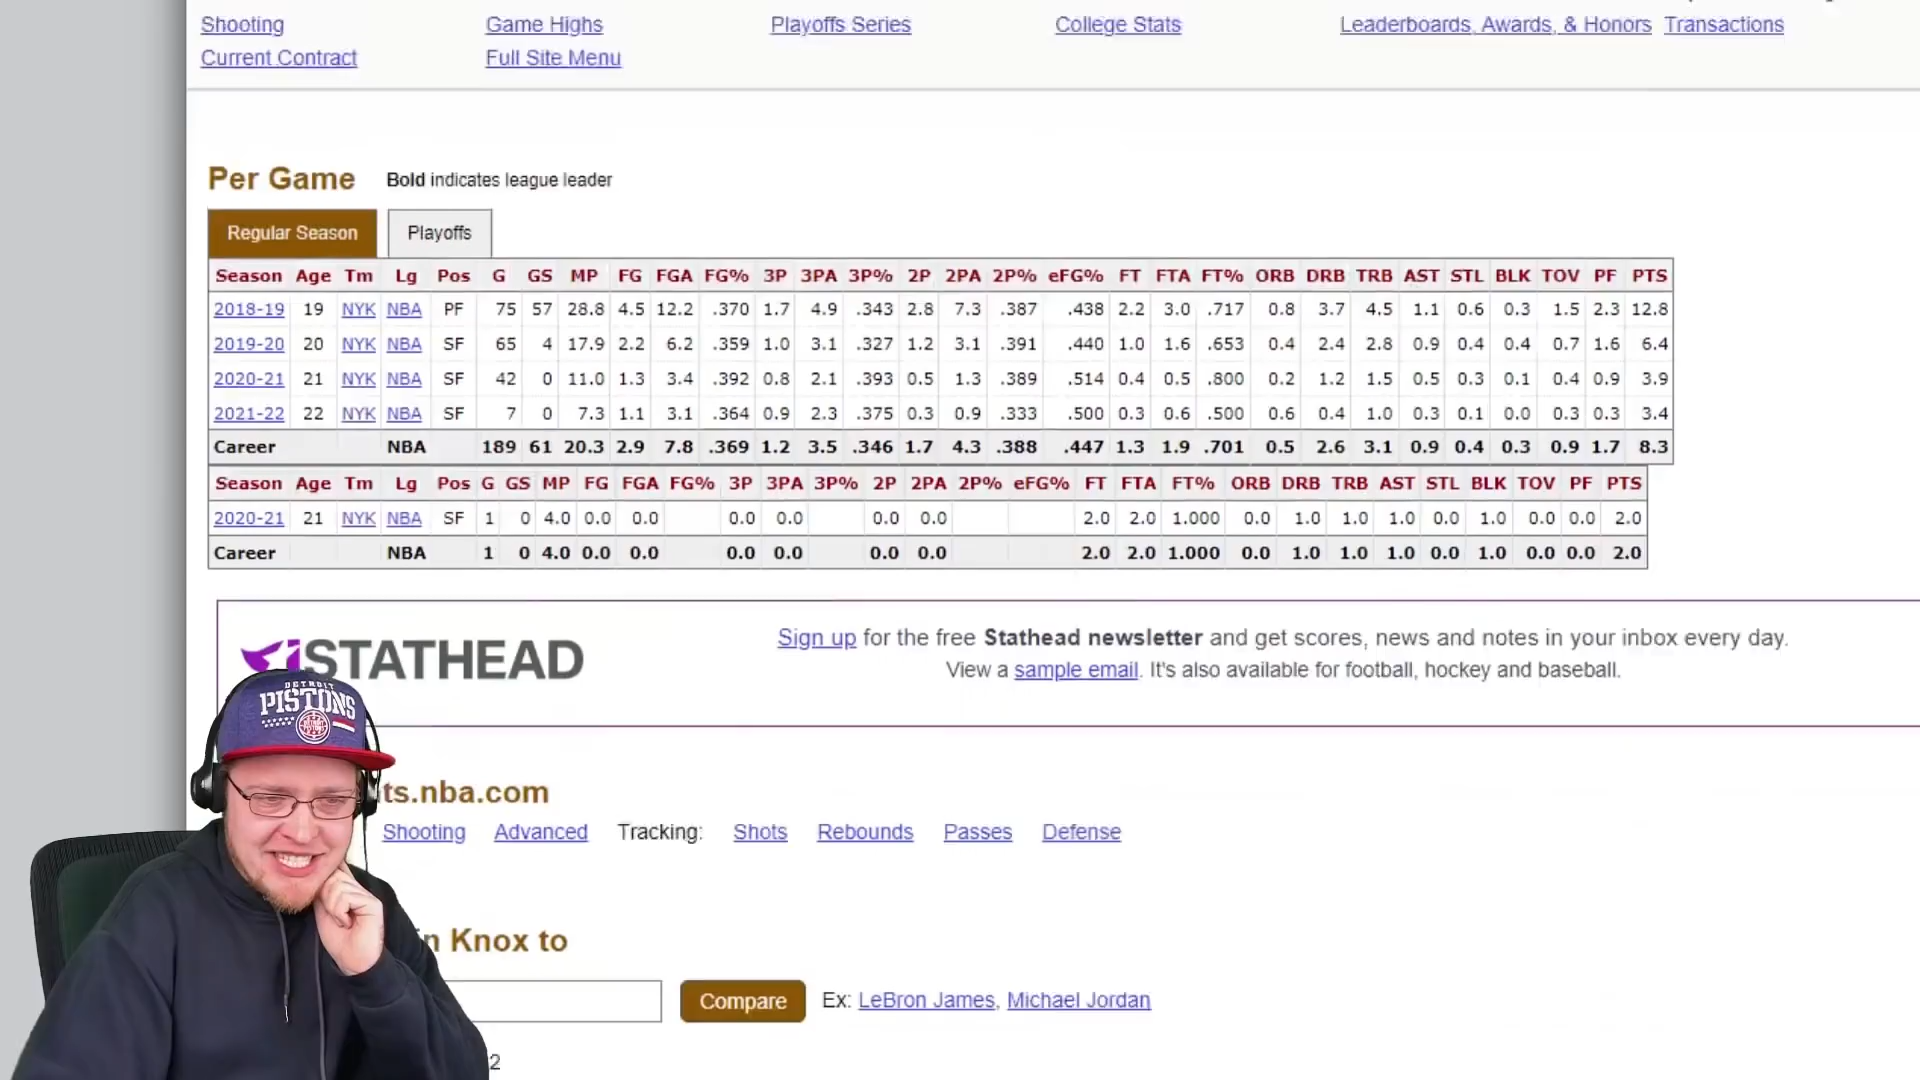 Shooting Game Highs Playoffs Series College Stats Leaderboards, Awards, & Honors Transactions
Current Contract Full Site Menu
Per Game Bold indicates league leader
Regular Season Playoffs
Season Age Tm Lg Pos G GS MP FG FGA FG% 3P 3PA 3P% 2P 2PA 2P% eFG% FT FTA FT% ORB DRB TRB AST STL BLK TOV PF PTS
2018-19 19 NYK NBA PF 75 57 28.8 4.5 12.2 .370 1.7 4.9 .343 2.8 7.3 .387 .438 2.2 3.0 .717 0.8 3.7 4.5 1.1 0.6 0.3 1.5 2.3 12.8
2019-20 20 NYK NBA SF 65 4 17.9 2.2 6.2 .359 1.0 3.1 .327 1.2 3.1 .391 .440 1.0 1.6 .653 0.4 2.4 2.8 0.9 0.4 0.4 0.7 1.6 6.4
2020-21 21 NYK NBA SF 42 0 11.0 1.3 3.4 .392 0.8 2.1 .393 0.5 1.3 .389 .514 0.4 0.5 .800 0.2 1.2 1.5 0.5 0.3 0.1 0.4 0.9 3.9
2021-22 22 NYK NBA SF 7 0 7.3 1.1 3.1 .364 0.9 2.3 .375 0.3 0.9 .333 .500 0.3 0.6 .500 0.6 0.4 1.0 0.3 0.1 0.0 0.3 0.3 3.4
Career NBA 189 61 20.3 2.9 7.8 .369 1.2 3.5 .346 1.7 4.3 .388 .447 1.3 1.9 .701 0.5 2.6 3.1 0.9 0.4 0.3 0.9 1.7 8.3
Season Age Tm Lg Pos G GS MP FG FGA FG% 3P 3PA 3P% 2P 2PA 2P% eFG% FT FTA FT% ORB DRB TRB AST STL BLK TOV PF PTS
2020-21 21 NYK NBA SF 1 0 4.0 0.0 0.0 0.0 0.0 0.0 0.0 2.0 2.0 1.000 0.0 1.0 1.0 1.0 0.0 1.0 0.0 0.0 2.0
Career NBA 1 0 4.0 0.0 0.0 0.0 0.0 0.0 0.0 2.0 2.0 1.000 0.0 1.0 1.0 1.0 0.0 1.0 0.0 0.0 2.0
STATHEAD
Sign up for the free Stathead newsletter and get scores, news and notes in your inbox every day.
View a sample email. It's also available for football, hockey and baseball.
DETROIT
PISTONS
ts.nba.com
Shooting Advanced Tracking: Shots Rebounds Passes Defense
n Knox to
Compare Ex: LeBron James, Michael Jordan
2